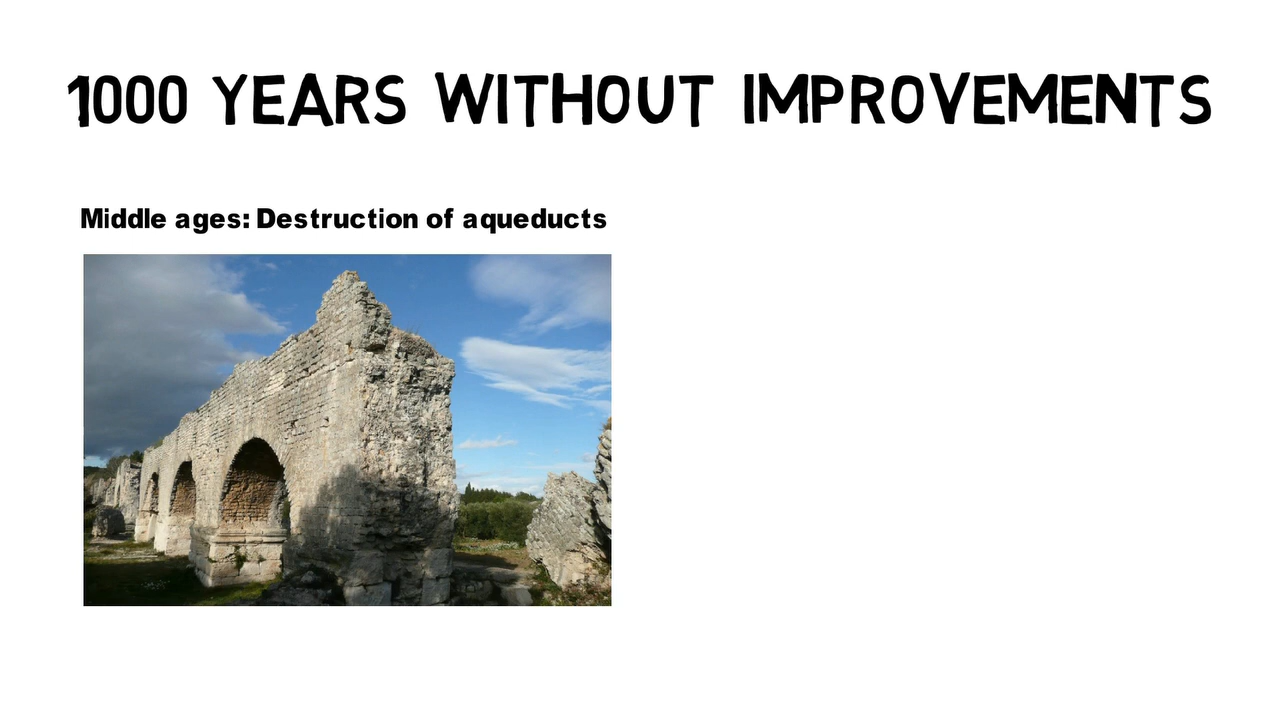 1000 YEARS WITHOUT IMPROVEMENTS
Middle ages: Destruction of aqueducts